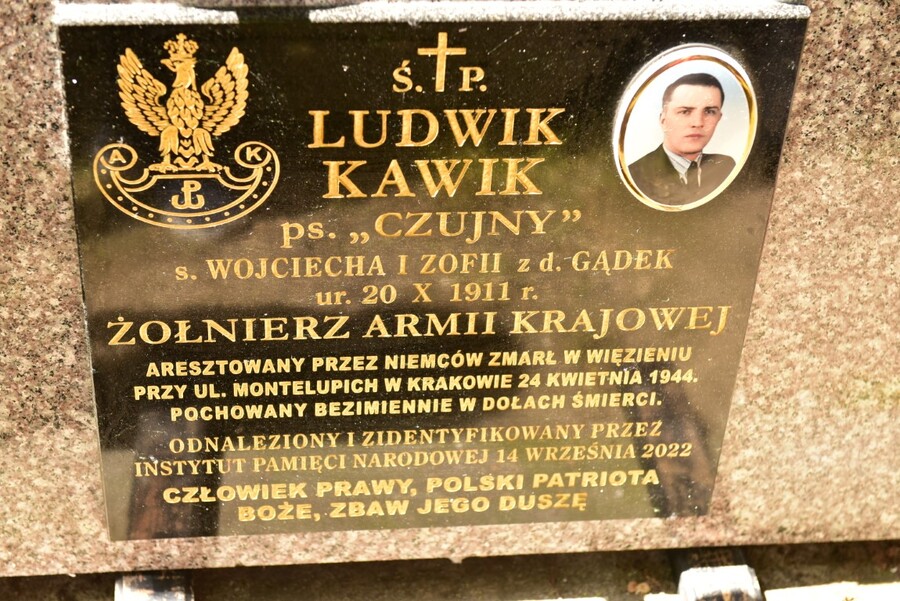 Ś. P.
LUDWIK
KAWIK
ps. „CZUJNY”
s. WOJCIECHA I ZOFII z d. GĄDEK
ur. 20 X 1911 r.
ŻOŁNIERZ ARMII KRAJOWEJ
ARESZTOWANY PRZEZ NIEMCÓW ZMARŁ W WIĘZIENIU
PRZY UL. MONTELUPICH W KRAKOWIE 24 KWIETNIA 1944.
POCHOWANY BEZIMIENNIE W DOŁACH ŚMIERCI.
ODNALEZIONY I ZIDENTYFIKOWANY PRZEZ
INSTYTUT PAMIĘCI NARODOWEJ 14 WRZEŚNIA 2022
CZŁOWIEK PRAWY, POLSKI PATRIOTA
BOŻE, ZBAW JEGO DUSZĘ
A K
PW